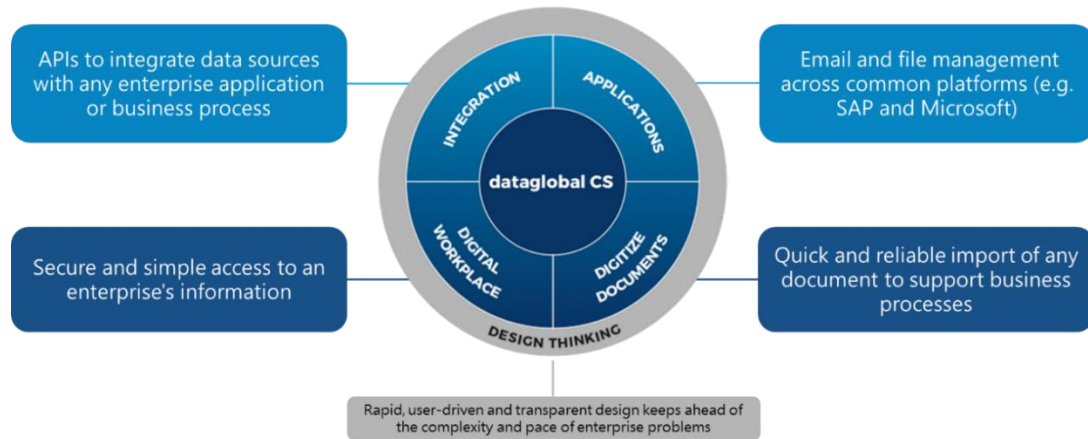 APIs to integrate data sources
with any enterprise application
or business process
Email and file management
across common platforms (e.g.
SAP and Microsoft)
INTEGRATION
APPLICATIONS
dataglobal CS
DIGITAL
WORKPLACE
DIGITIZE
DOCUMENTS
Secure and simple access to an
enterprise's information
Quick and reliable import of any
document to support business
processes
DESIGN THINKING
Rapid, user-driven and transparent design keeps ahead of
the complexity and pace of enterprise problems